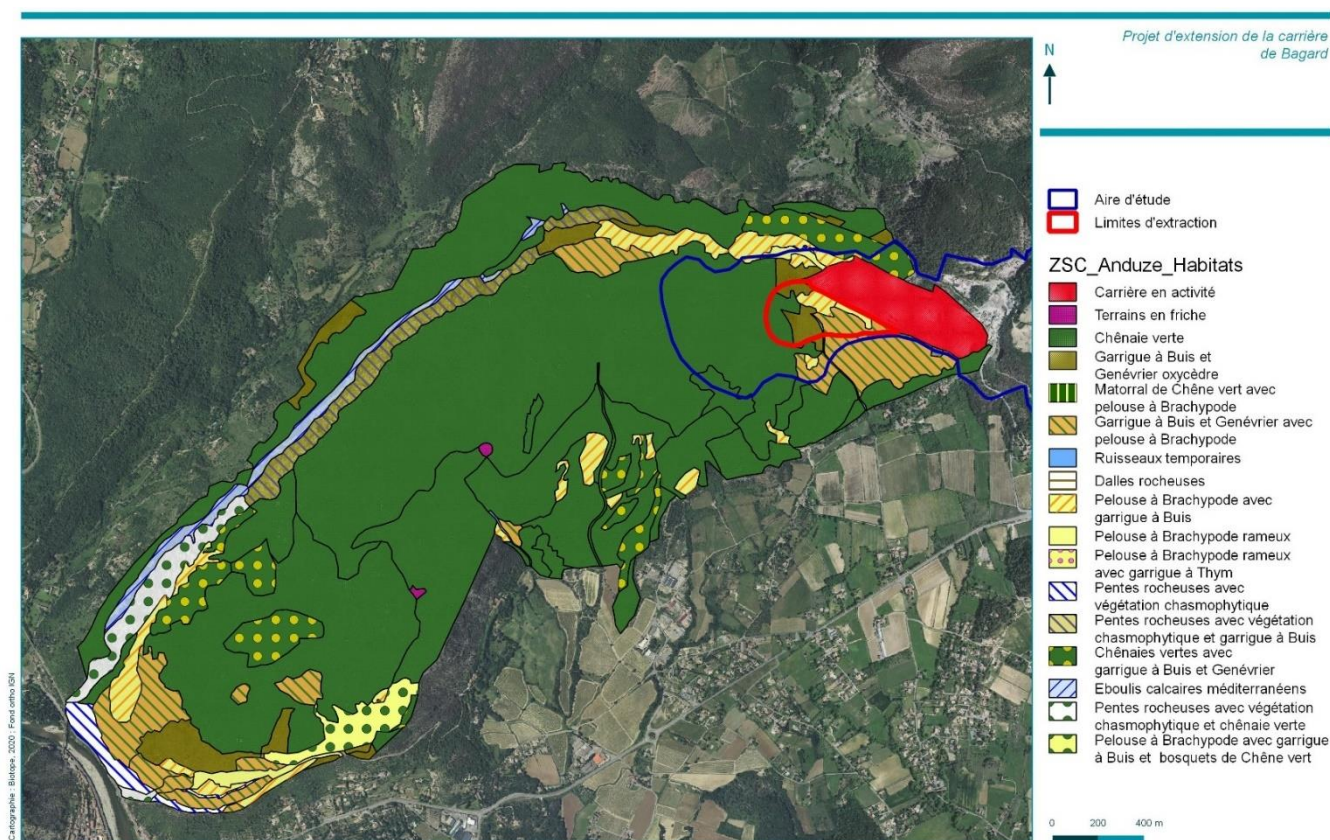 Projet d'extension de la carrière
de Bagard
N
Aire d'étude
Limites d'extraction
ZSC_Anduze_Habitats
Carrière en activité
Terrains en friche
Chênaie verte
Garrigue à Buis et
Genévrier oxycèdre
Matorral de Chêne vert avec
pelouse à Brachypode
Garrigue à Buis et Genévrier avec
pelouse à Brachypode
Ruisseaux temporaires
Dalles rocheuses
Pelouse à Brachypode avec
garrigue à Buis
Pelouse à Brachypode rameux
Pelouse à Brachypode rameux
avec garrigue à Thym
Pentes rocheuses avec
végétation chasmophytique
Pentes rocheuses avec végétation
chasmophytique et garrigue à Buis
Chênaies vertes avec
garrigue à Buis et Genévrier
Eboulis calcaires méditerranéens
Pentes rocheuses avec végétation
chasmophytique et chênaie verte
Pelouse à Brachypode avec garrigue
à Buis et bosquets de Chêne vert
0 200 400 m
Cartographie : Biotope, 2020 ; Fond ortho IGN